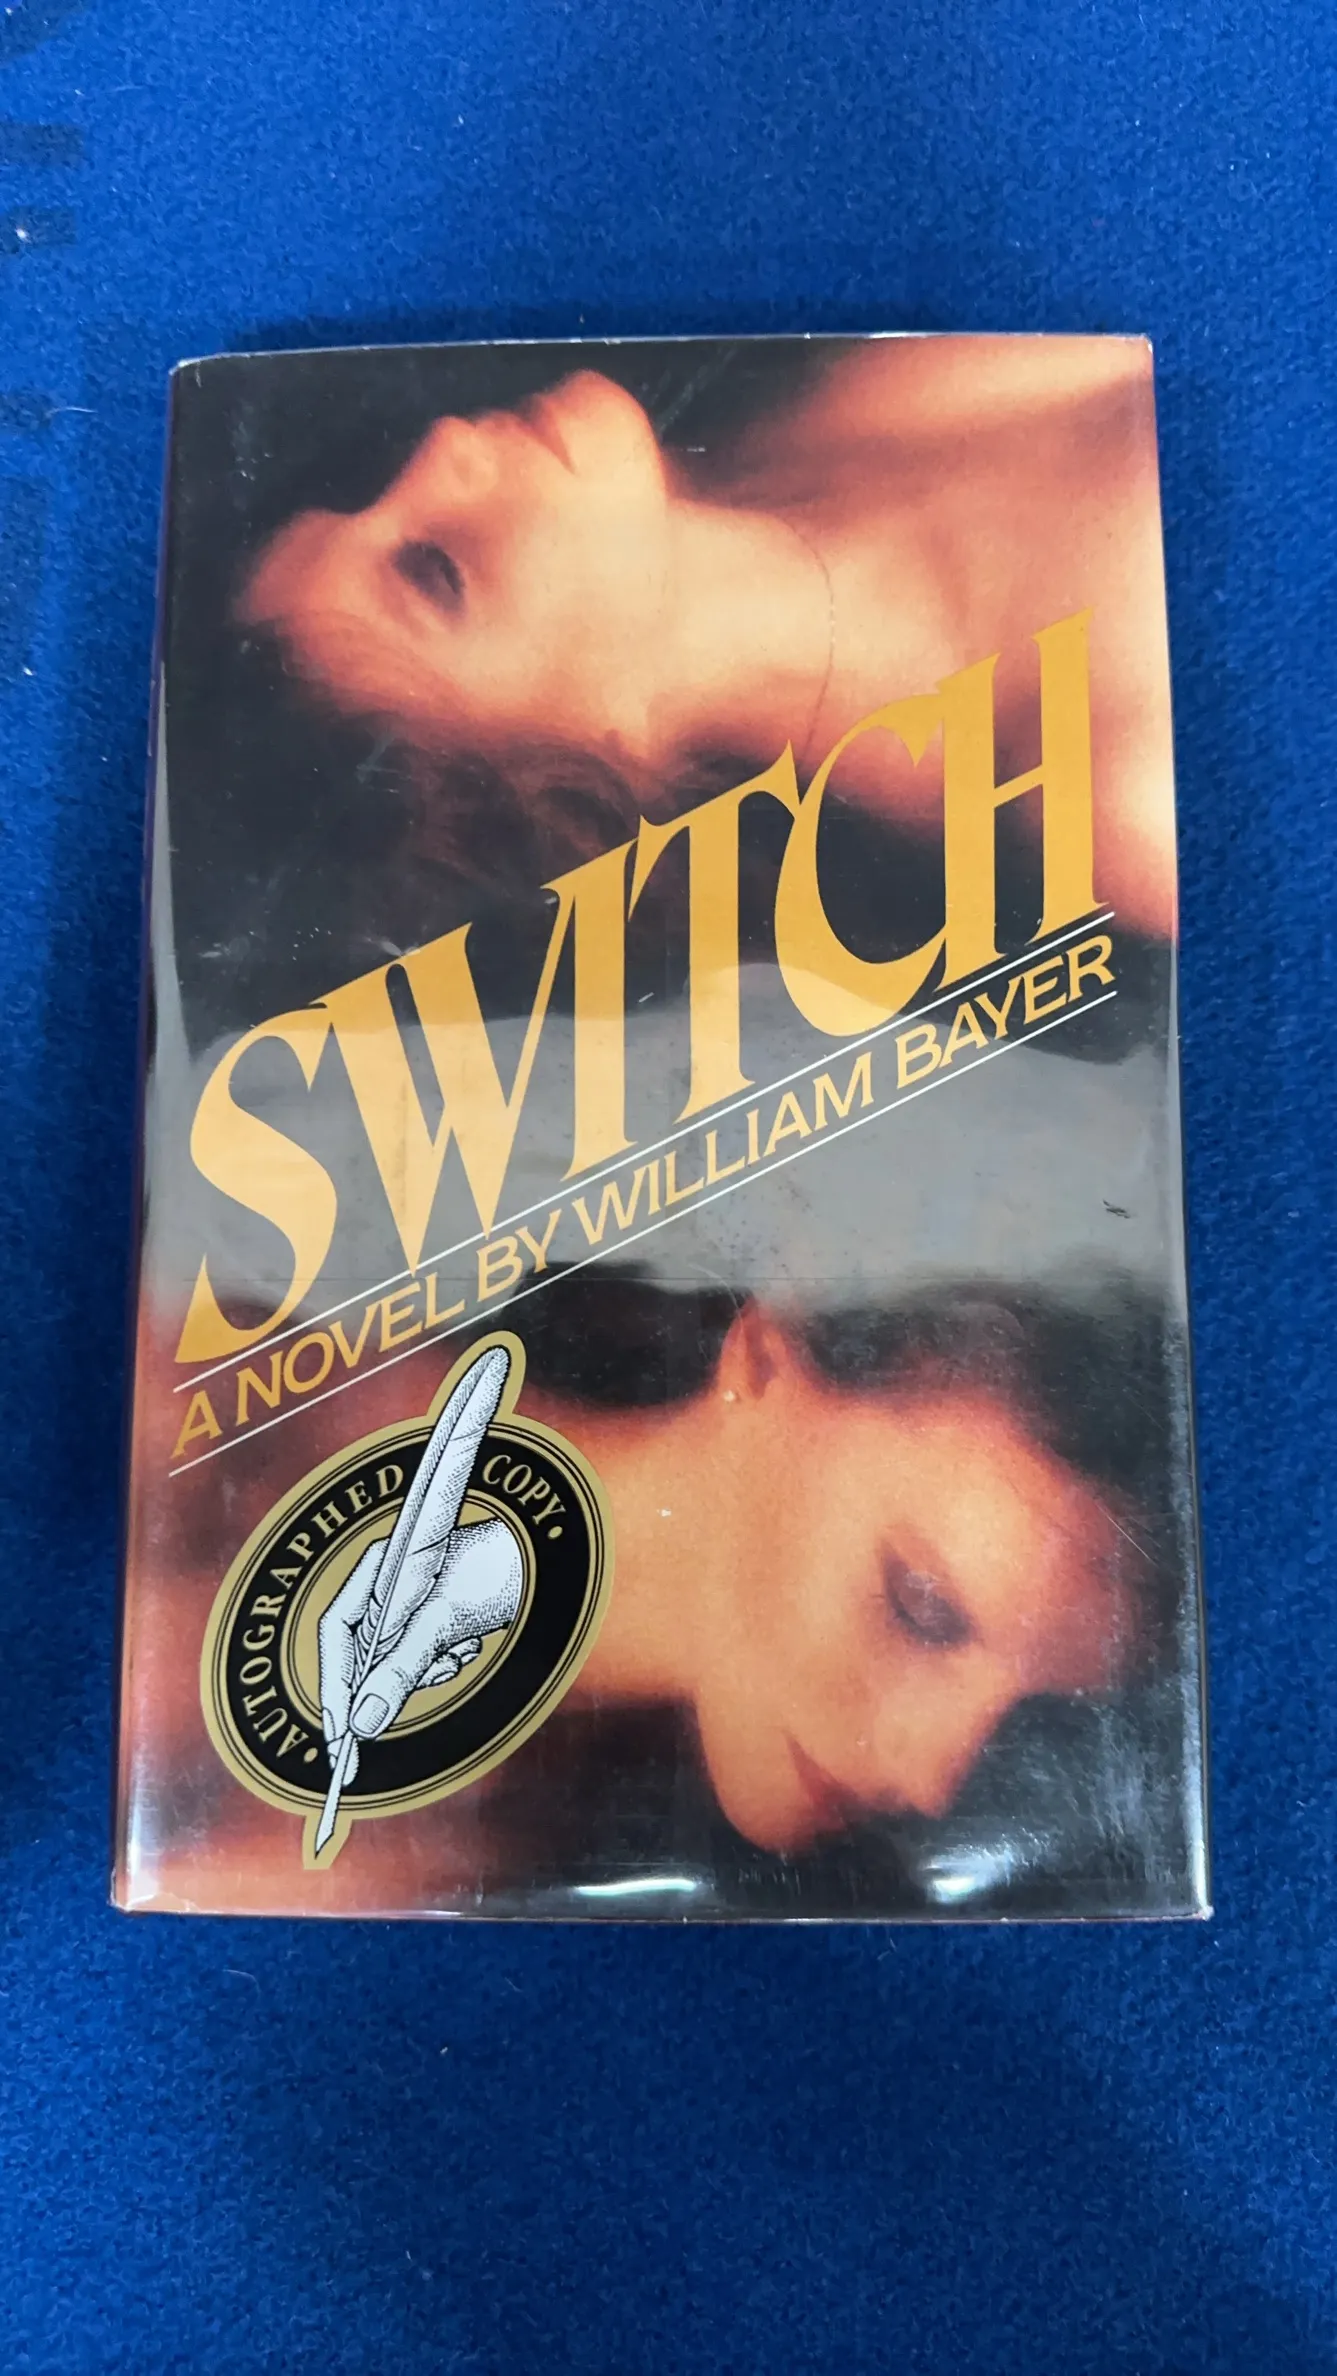 SWITCH
A NOVEL BY WILLIAM BAYER
• AUTOGRAPHED COPY •